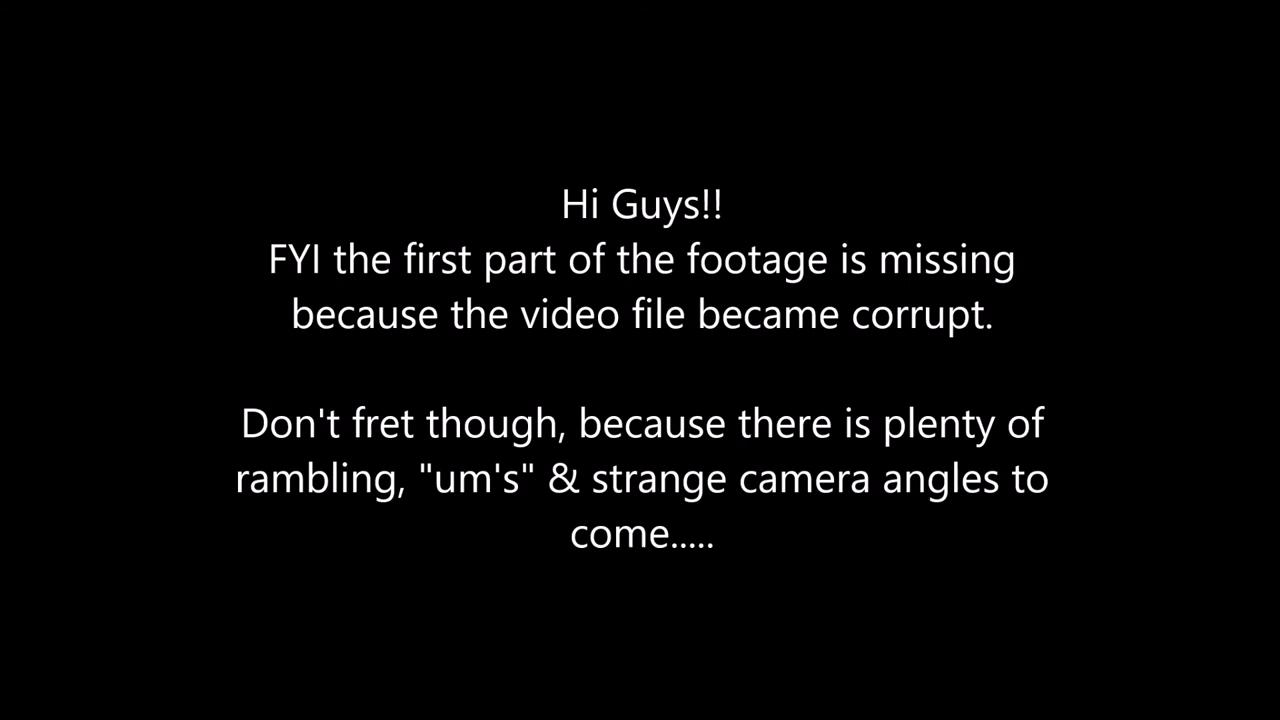 Hi Guys!!
FYI the first part of the footage is missing
because the video file became corrupt.
Don't fret though, because there is plenty of
rambling, "um's" & strange camera angles to
come.....